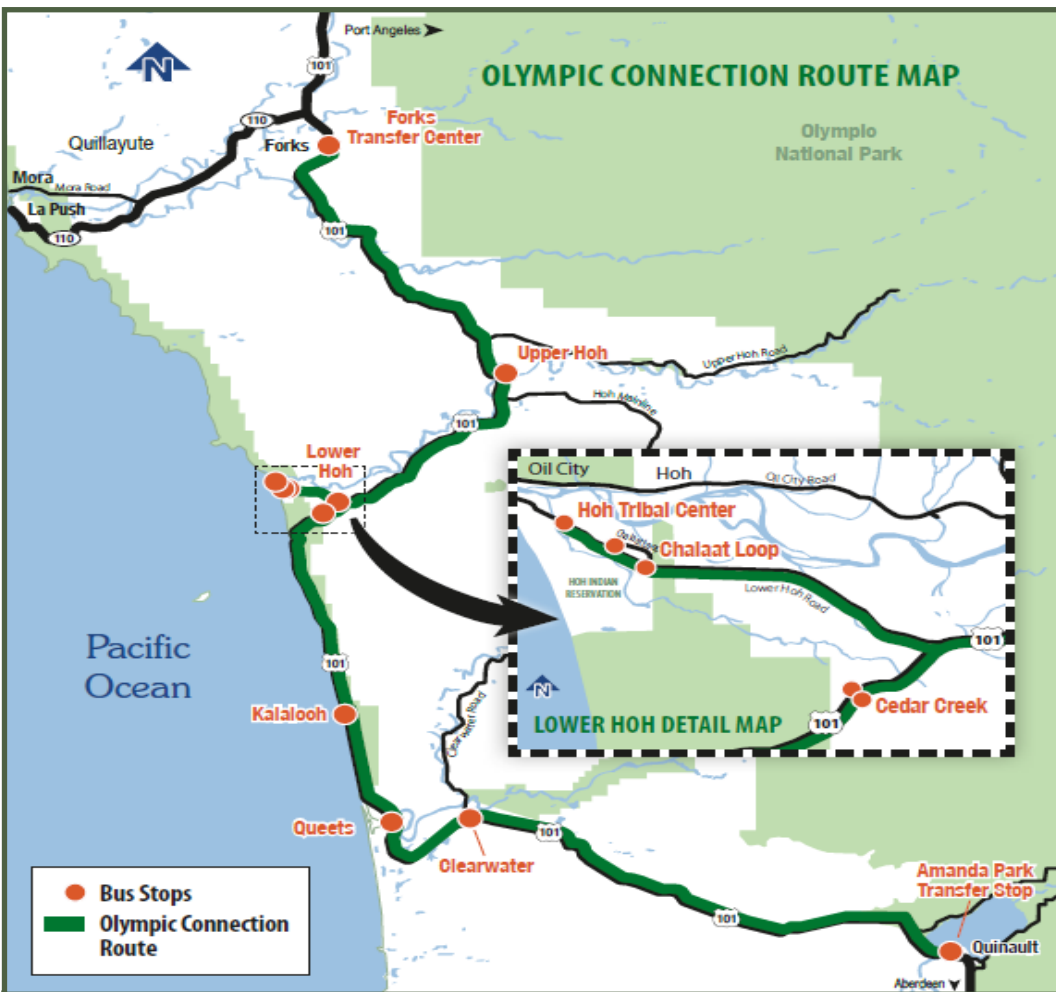 Port Angeles
N
101
OLYMPIC CONNECTION ROUTE MAP
110
Forks
Transfer Center
Olympio
National Park
Quillayute
Forks
Mora
Mora Road
La Push
110
101
Upper Hoh
Upper Hoh Road
Hoh Mainline
101
Lower
Hoh
Oil City
Hoh
Oil City Road
Hoh Tribal Center
Chalaat Loop
HOH INDIAN
RESERVATION
Lower Hoh Road
101
N
Cedar Creek
101
LOWER HOH DETAIL MAP
Pacific
Ocean
101
Kalalooh
Clearwater Road
Queets
101
Clearwater
Amanda Park
Transfer Stop
101
Quinault
Aberdeen
Bus Stops
Olympic Connection
Route